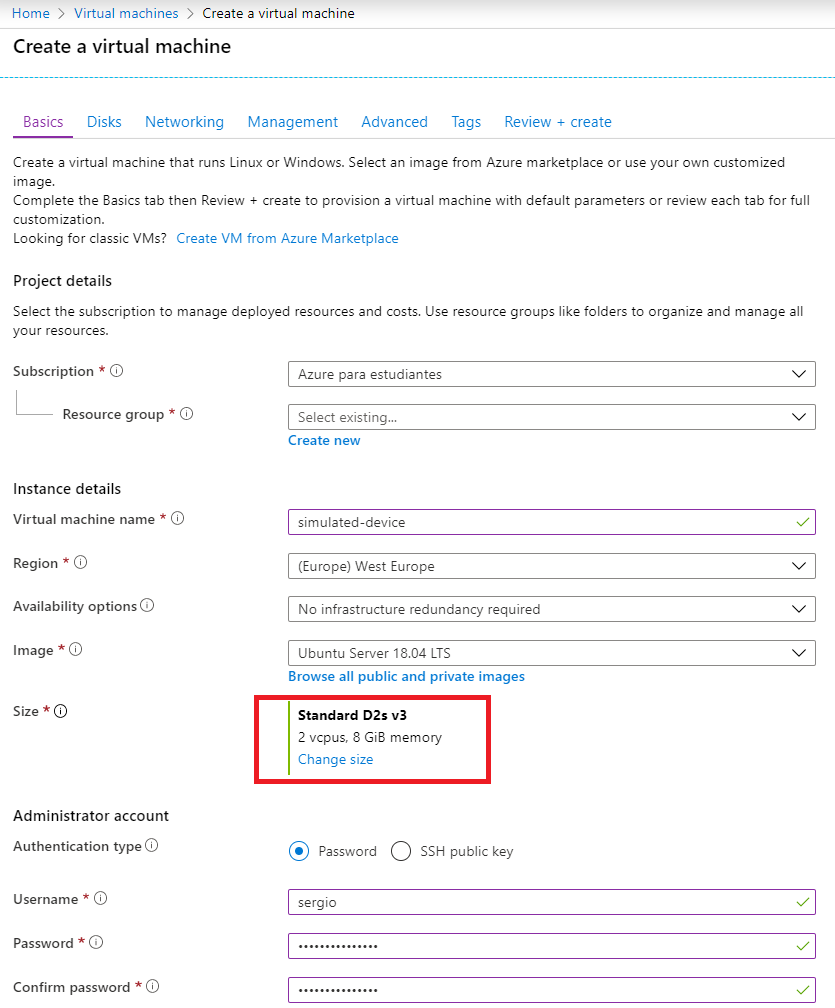 Home > Virtual machines > Create a virtual machine
Create a virtual machine
Basics Disks Networking Management Advanced Tags Review + create
Create a virtual machine that runs Linux or Windows. Select an image from Azure marketplace or use your own customized
image.
Complete the Basics tab then Review + create to provision a virtual machine with default parameters or review each tab for full
customization.
Looking for classic VMs? Create VM from Azure Marketplace
Project details
Select the subscription to manage deployed resources and costs. Use resource groups like folders to organize and manage all
your resources.
Subscription * Azure para estudiantes
Resource group * Select existing...
Create new
Instance details
Virtual machine name * simulated-device
Region * (Europe) West Europe
Availability options No infrastructure redundancy required
Image * Ubuntu Server 18.04 LTS
Browse all public and private images
Size * Standard D2s v3
2 vcpus, 8 GiB memory
Change size
Administrator account
Authentication type Password SSH public key
Username * sergio
Password * •••••••••••••••
Confirm password * •••••••••••••••